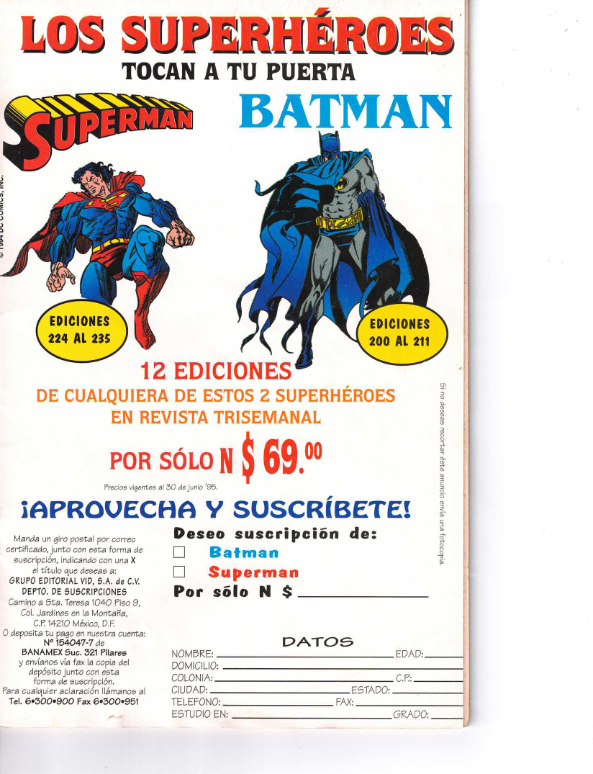 LOS SUPERHÉROES
TOCAN A TU PUERTA
SUPERMAN
BATMAN
© 1994 DC COMICS, INC.
EDICIONES
224 AL 235
EDICIONES
200 AL 211
12 EDICIONES
DE CUALQUIERA DE ESTOS 2 SUPERHÉROES
EN REVISTA TRISEMANAL
POR SÓLO N $ 69.00
Precios vigentes al 30 de junio '95.
Si no deseas recortar éste anuncio envía una fotocopia.
¡APROVECHA Y SUSCRÍBETE!
Manda un giro postal por correo
certificado, junto con esta forma de
suscripción, indicando con una X
el título que deseas a:
GRUPO EDITORIAL VID, S.A. de C.V.
DEPTO. DE SUSCRIPCIONES
Camino a Sta. Teresa 1040 Piso 9,
Col. Jardines en la Montaña,
C.P. 14210 México, D.F.
O deposita tu pago en nuestra cuenta:
Nº 154047-7 de
BANAMEX Suc. 321 Pilares
y envíanos vía fax la copia del
depósito junto con esta
forma de suscripción.
Para cualquier aclaración llámanos al
Tel. 6•300•900 Fax 6•300•951
Deseo suscripción de:
Batman
Superman
Por sólo N $
DATOS
NOMBRE: EDAD:
DOMICILIO:
COLONIA: C.P.:
CIUDAD: ESTADO:
TELEFONO: FAX:
ESTUDIO EN: GRADO: